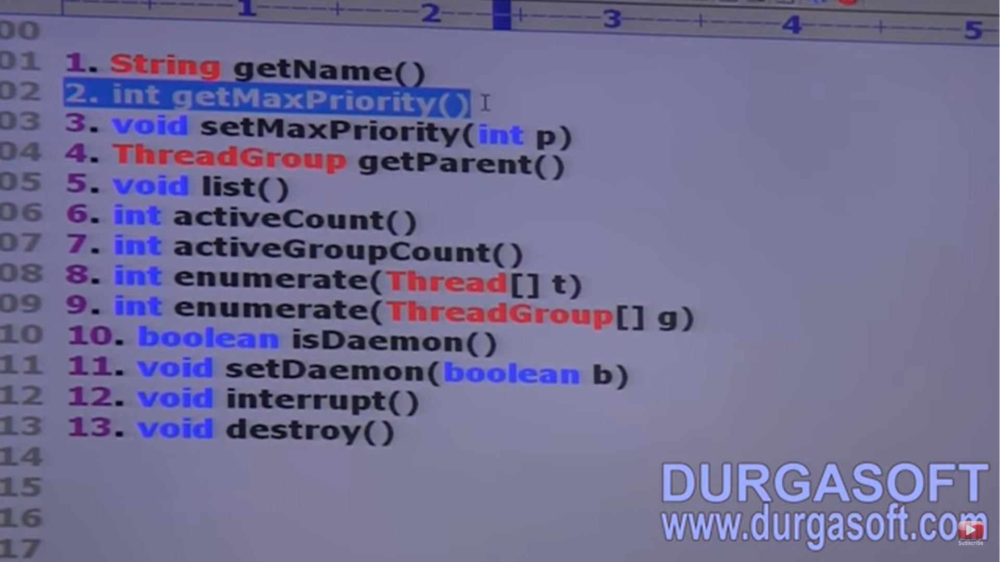 1 2 3 4 5
00
01 1. String getName()
02 2. int getMaxPriority()
03 3. void setMaxPriority(int p)
04 4. ThreadGroup getParent()
05 5. void list()
06 6. int activeCount()
07 7. int activeGroupCount()
08 8. int enumerate(Thread[] t)
09 9. int enumerate(ThreadGroup[] g)
10 10. boolean isDaemon()
11 11. void setDaemon(boolean b)
12 12. void interrupt()
13 13. void destroy()
14
15
16
17
DURGASOFT
www.durgasoft.com
Subscribe